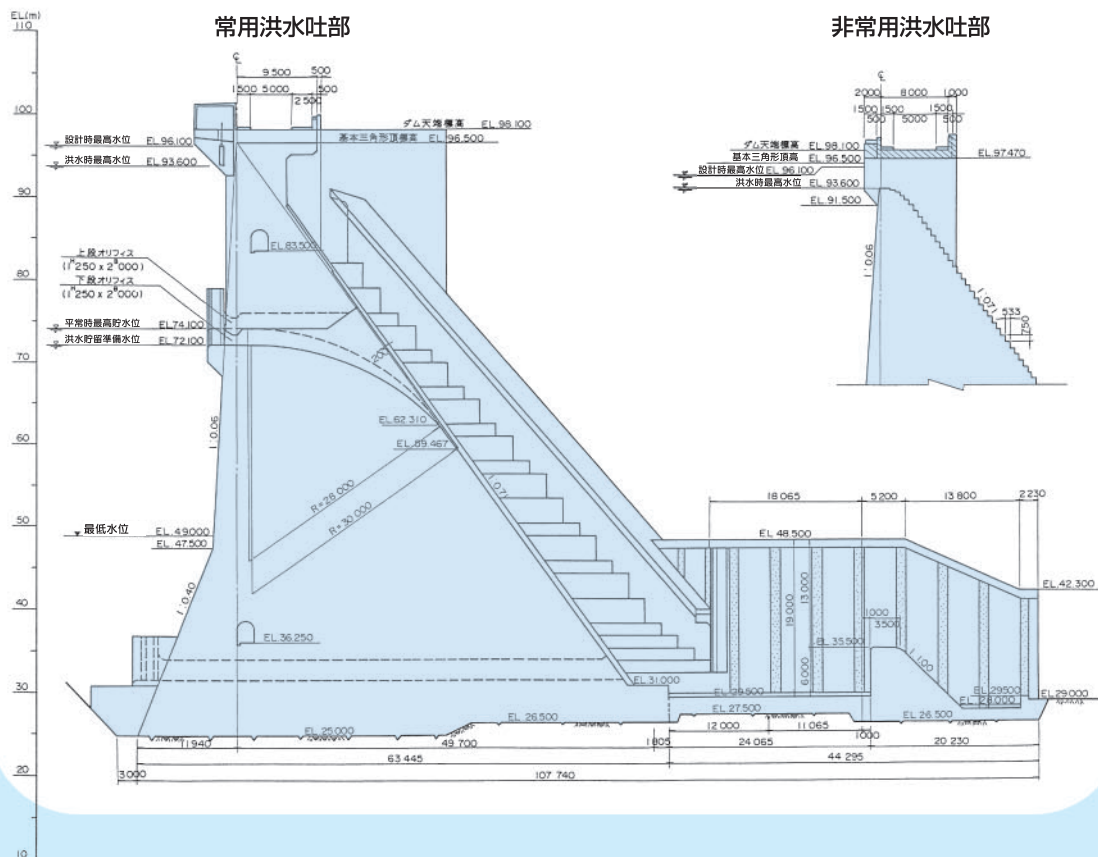 EL(m)
110
100
90
80
70
60
50
40
30
20
10
常用洪水吐部
℄
9 500
500
1 500
5 000
500
2 500
ダム天端標高 EL 98.100
基本三角形頂標高 EL 96.500
設計時最高水位 EL 96.100
洪水時最高水位 EL 93.600
EL 83.500
上段オリフィス
(1ᴴ250 x 2ᴮ000)
下段オリフィス
(1ᴴ250 x 2ᴮ000)
平常時最高貯水位 EL 74.100
洪水貯留準備水位 EL 72.100
EL 62.310
EL 59.467
1:0.06
R=28 000
R=30 000
1:0.71
最低水位 EL 49.000
EL 47.500
1:0.40
EL 36.250
EL 31.000
18 065
5 200
13 800
2 230
EL 48.500
EL 42.300
19 000
13 000
6 000
1 000
3 500
EL 35.500
1:1.00
EL 29.500
EL 29.500
EL 28.000
EL 29.000
EL 25.000
EL 26.500
EL 27.500
EL 26.500
12 000
11 065
1 000
11 940
49 700
1 805
24 065
20 230
63 445
44 295
3 000
107 740
非常用洪水吐部
℄
2 000
8 000
1 000
1 500
1 500
1 500
500
5 000
500
ダム天端標高 EL 98.100
基本三角形頂高 EL 96.500
設計時最高水位 EL 96.100
洪水時最高水位 EL 93.600
EL 91.500
EL 97.470
1:0.06
1:0.71
533
750